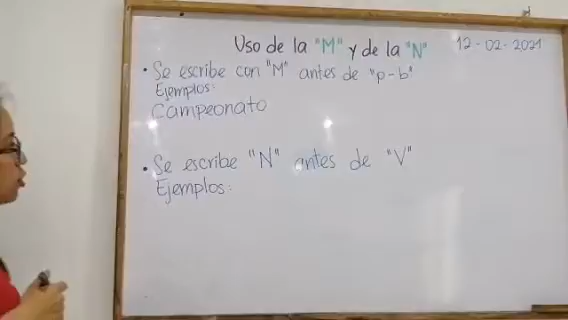 Uso de la "M" y de la "N" 12-02-2021
• Se escribe con "M" antes de "p-b"
Ejemplos:
Campeonato
• Se escribe "N" antes de "V"
Ejemplos: